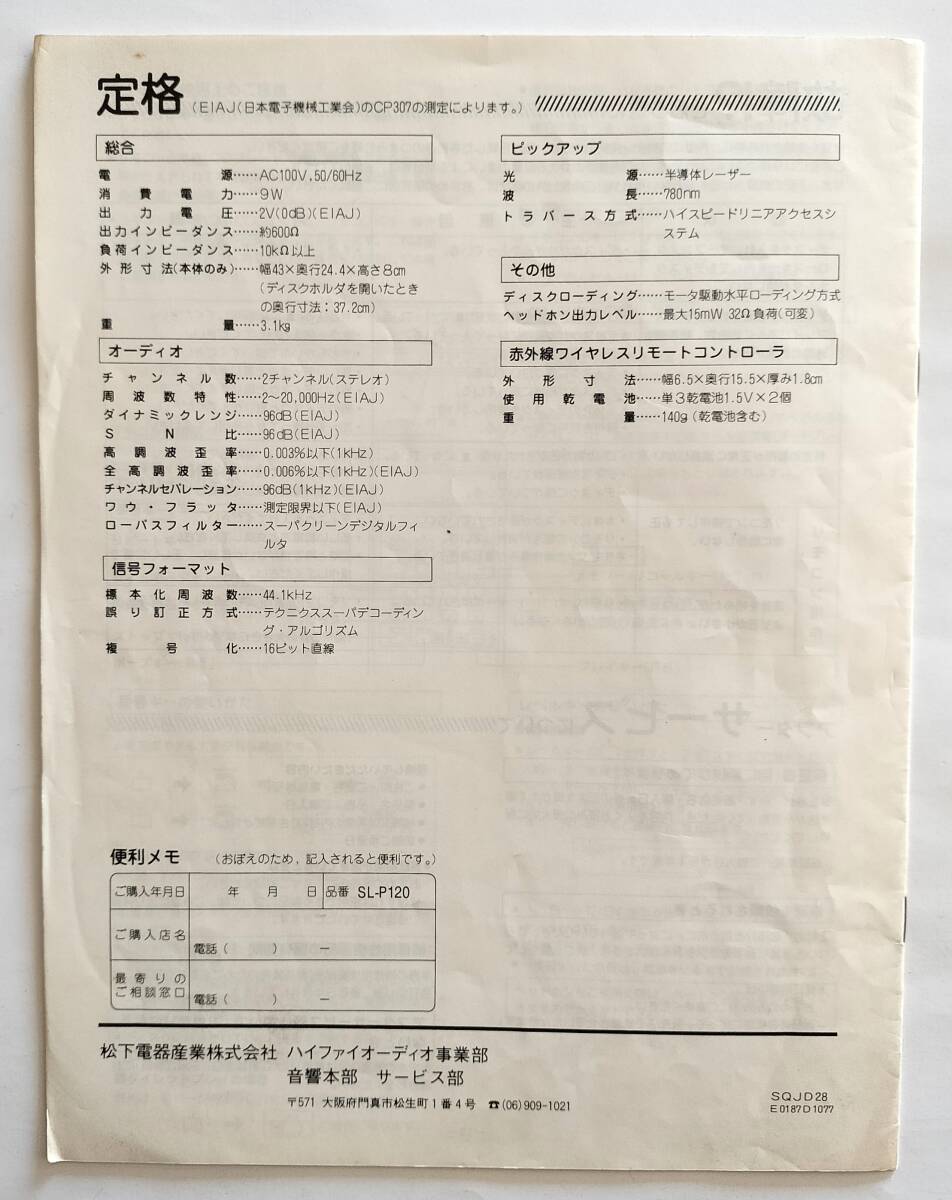 定格 (EIAJ(日本電子機械工業会)のCP307の測定によります。)
総合
電源……AC100V,50/60Hz
消費電力……9W
出力電圧……2V(0dB)(EIAJ)
出力インピーダンス……約600Ω
負荷インピーダンス……10kΩ以上
外形寸法(本体のみ)……幅43×奥行24.4×高さ8cm
(ディスクホルダを開いたとき
の奥行寸法：37.2cm)
重量……3.1kg
オーディオ
チャンネル数……2チャンネル(ステレオ)
周波数特性……2〜20,000Hz(EIAJ)
ダイナミックレンジ……96dB(EIAJ)
SN比……96dB(EIAJ)
高調波歪率……0.003%以下(1kHz)
全高調波歪率……0.006%以下(1kHz)(EIAJ)
チャンネルセパレーション……96dB(1kHz)(EIAJ)
ワウ・フラッタ……測定限界以下(EIAJ)
ローパスフィルター……スーパクリーンデジタルフィ
ルタ
信号フォーマット
標本化周波数……44.1kHz
誤り訂正方式……テクニクススーパデコーディン
グ・アルゴリズム
複号化……16ビット直線
ピックアップ
光源……半導体レーザー
波長……780nm
トラバース方式……ハイスピードリニアアクセスシ
ステム
その他
ディスクローディング……モータ駆動水平ローディング方式
ヘッドホン出力レベル……最大15mW 32Ω負荷(可変)
赤外線ワイヤレスリモートコントローラ
外形寸法……幅6.5×奥行15.5×厚み1.8cm
使用乾電池……単3乾電池1.5V×2個
重量……140g(乾電池含む)
便利メモ (おぼえのため，記入されると便利です。)
ご購入年月日 年 月 日 品番 SL-P120
ご購入店名 電話( ) ー
最寄りの
ご相談窓口 電話( ) ー
松下電器産業株式会社 ハイファイオーディオ事業部
音響本部 サービス部
〒571 大阪府門真市松生町1番4号 ☎(06)909-1021
SQJD28
E0187D1077